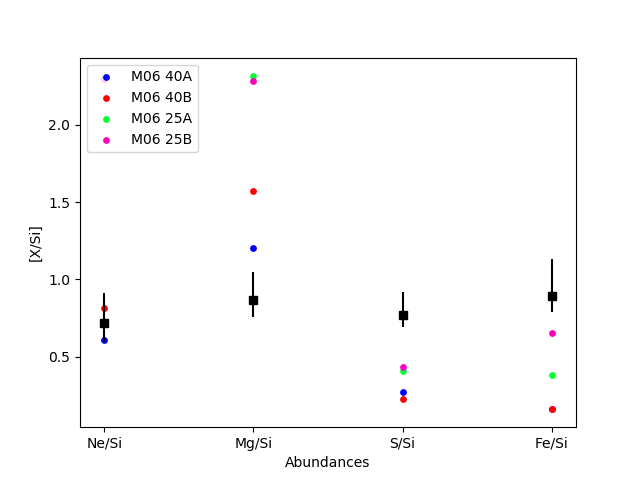 M06 40A
M06 40B
M06 25A
M06 25B
2.0
1.5
1.0
0.5
[X/Si]
Ne/Si Mg/Si S/Si Fe/Si
Abundances